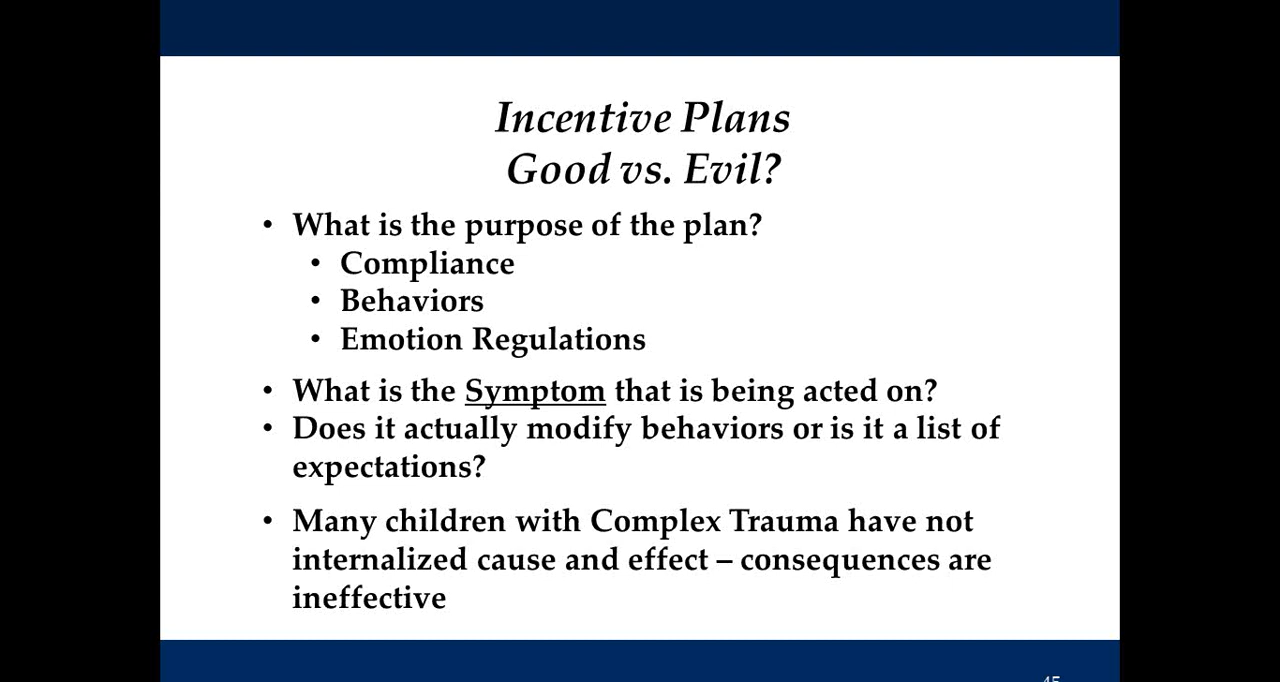 Incentive Plans
Good vs. Evil?
• What is the purpose of the plan?
• Compliance
• Behaviors
• Emotion Regulations
• What is the Symptom that is being acted on?
• Does it actually modify behaviors or is it a list of
expectations?
• Many children with Complex Trauma have not
internalized cause and effect – consequences are
ineffective